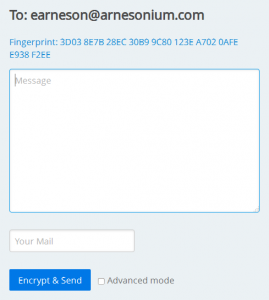 To: earneson@arnesonium.com
Fingerprint: 3D03 8E7B 28EC 30B9 9C80 123E A702 0AFE
E938 F2EE
Message
Your Mail
Encrypt & Send
Advanced mode